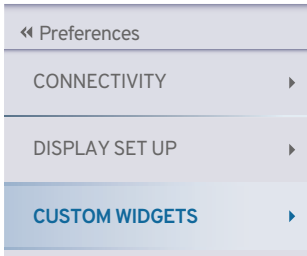 Preferences
CONNECTIVITY
DISPLAY SET UP
CUSTOM WIDGETS